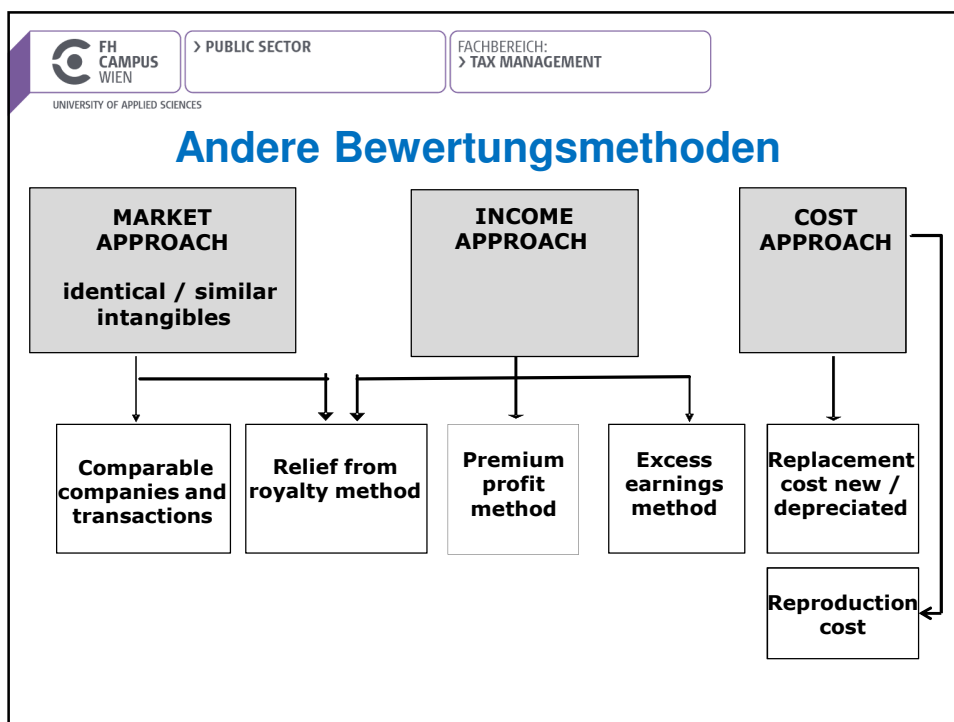 FH
CAMPUS
WIEN
UNIVERSITY OF APPLIED SCIENCES
> PUBLIC SECTOR
FACHBEREICH:
> TAX MANAGEMENT
Andere Bewertungsmethoden
MARKET
APPROACH
identical / similar
intangibles
INCOME
APPROACH
COST
APPROACH
Comparable
companies and
transactions
Relief from
royalty method
Premium
profit
method
Excess
earnings
method
Replacement
cost new /
depreciated
Reproduction
cost